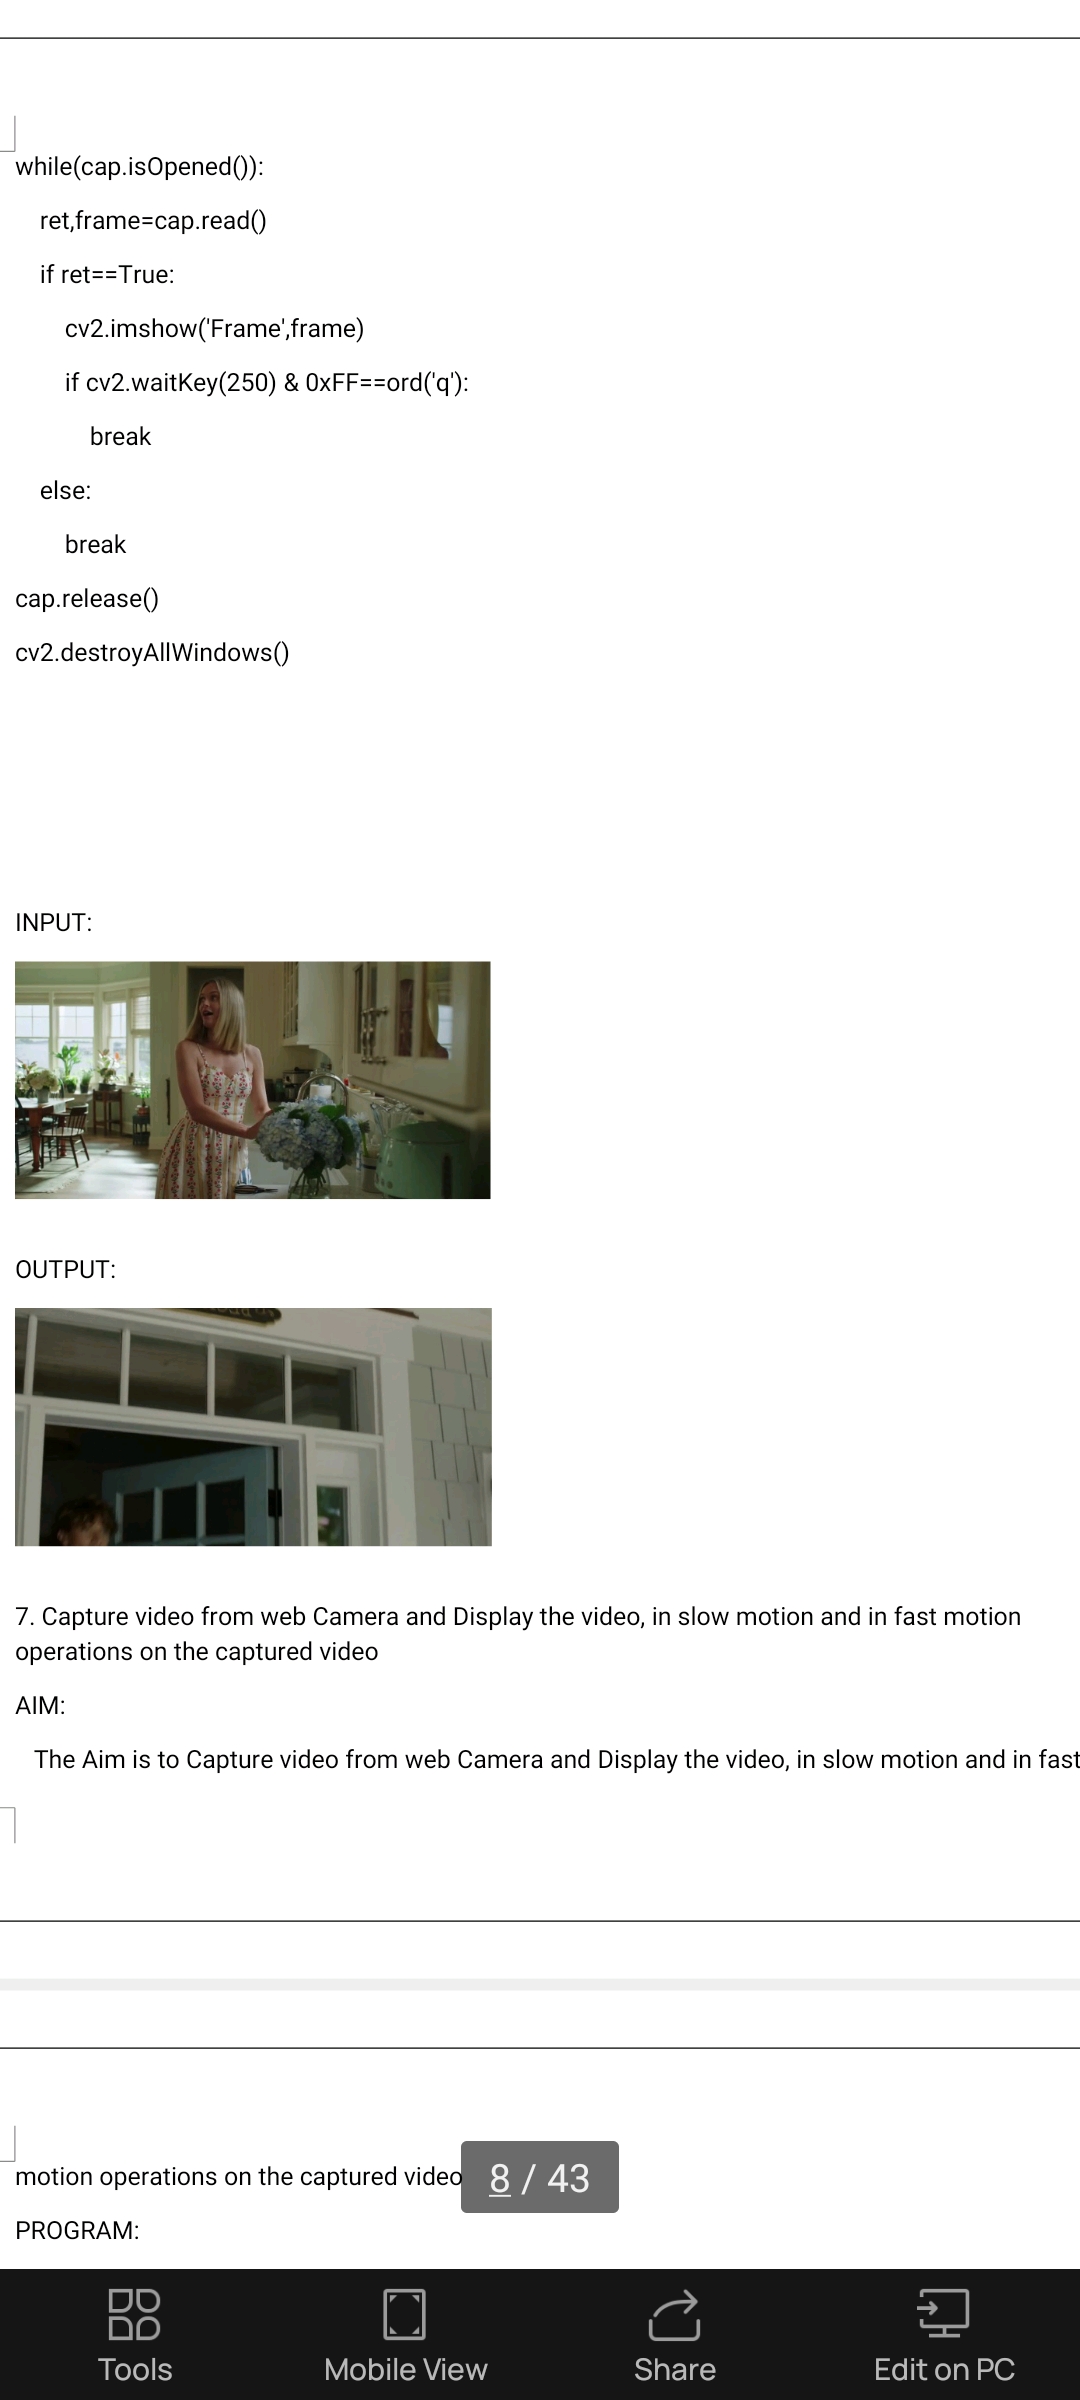 while(cap.isOpened()):
ret,frame=cap.read()
if ret==True:
cv2.imshow('Frame',frame)
if cv2.waitKey(250) & 0xFF==ord('q'):
break
else:
break
cap.release()
cv2.destroyAllWindows()
INPUT:
OUTPUT:
7. Capture video from web Camera and Display the video, in slow motion and in fast motion
operations on the captured video
AIM:
The Aim is to Capture video from web Camera and Display the video, in slow motion and in fast
motion operations on the captured video
8 / 43
PROGRAM:
Tools
Mobile View
Share
Edit on PC